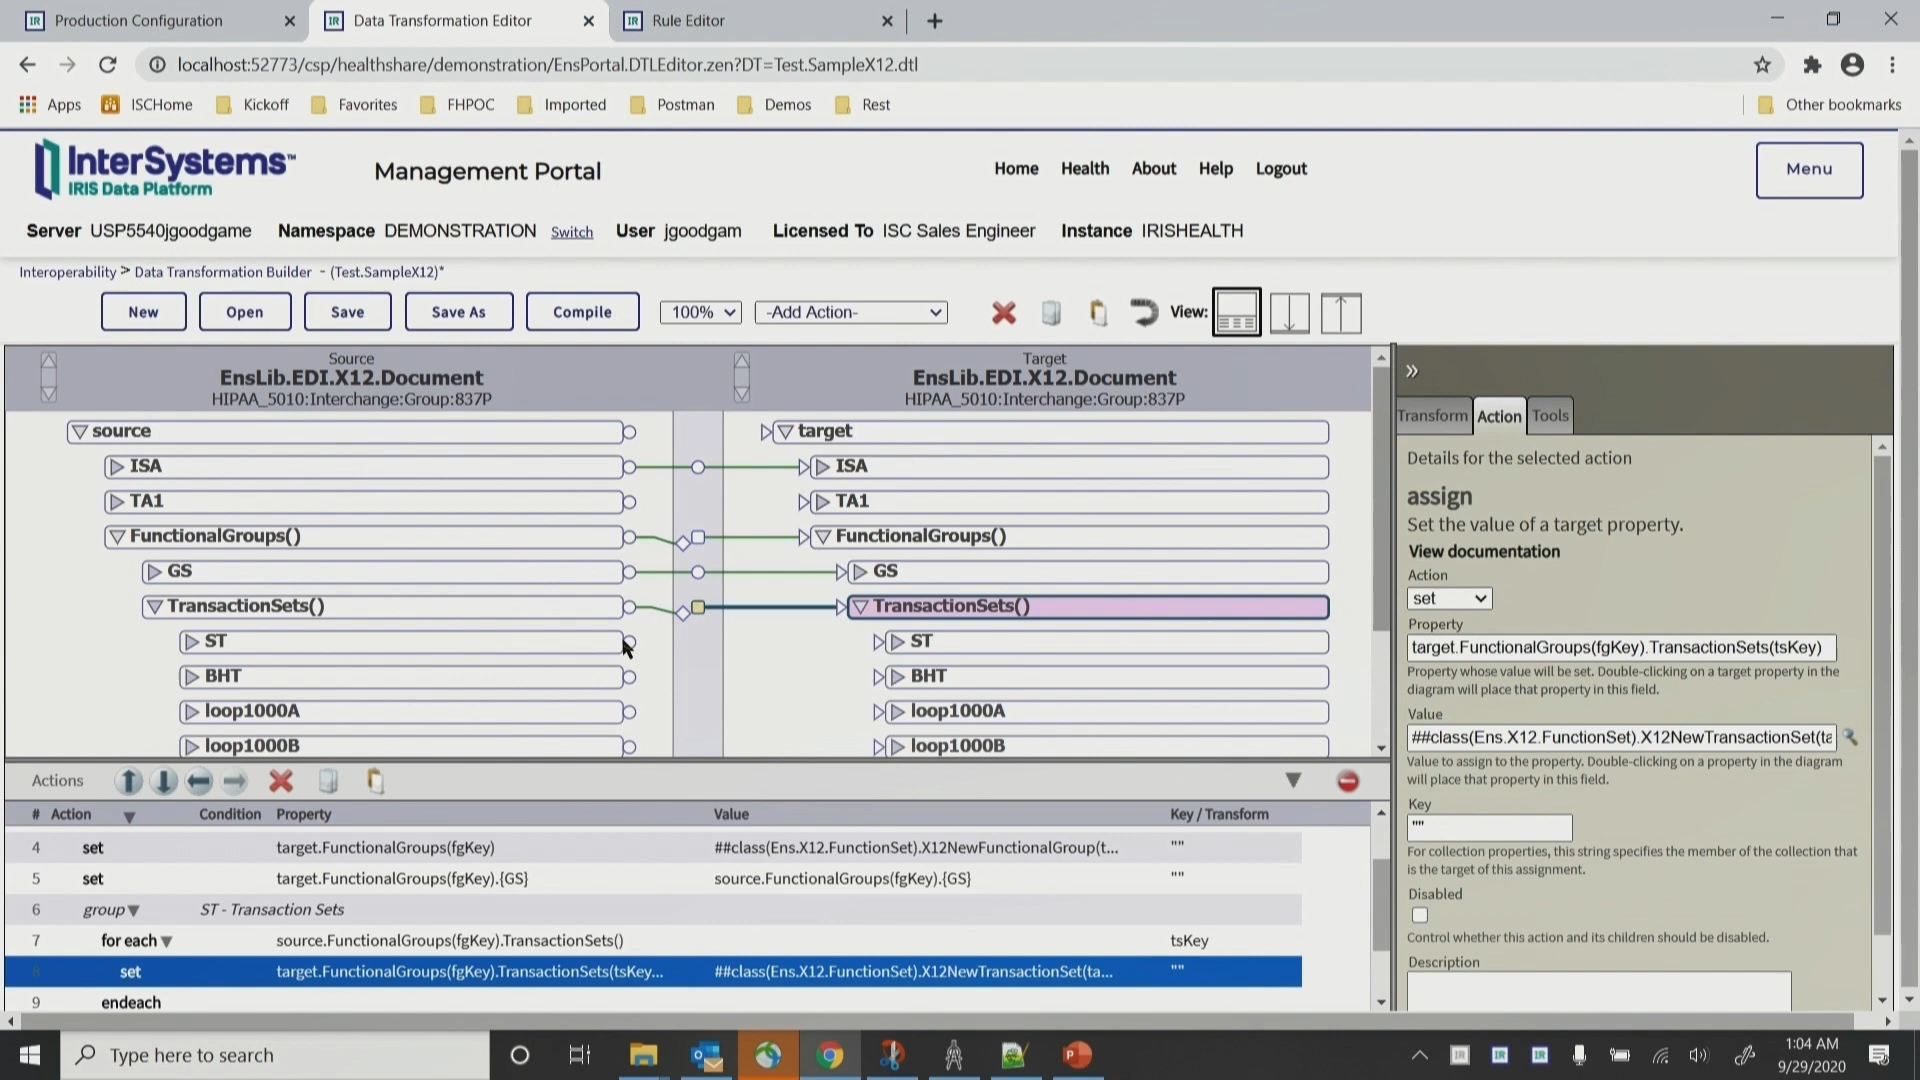 Production Configuration
Data Transformation Editor
Rule Editor
localhost:52773/csp/healthshare/demonstration/EnsPortal.DTLEditor.zen?DT=Test.SampleX12.dtl
Apps ISCHome Kickoff Favorites FHPOC Imported Postman Demos Rest Other bookmarks
InterSystems™
IRIS Data Platform
Management Portal
Home Health About Help Logout
Menu
Server USP5540jgoodgame Namespace DEMONSTRATION Switch User jgoodgam Licensed To ISC Sales Engineer Instance IRISHEALTH
Interoperability > Data Transformation Builder - (Test.SampleX12)*
New Open Save Save As Compile 100% -Add Action- View:
Source
EnsLib.EDI.X12.Document
HIPAA_5010:Interchange:Group:837P
Target
EnsLib.EDI.X12.Document
HIPAA_5010:Interchange:Group:837P
source target
ISA ISA
TA1 TA1
FunctionalGroups() FunctionalGroups()
GS GS
TransactionSets() TransactionSets()
ST ST
BHT BHT
loop1000A loop1000A
loop1000B loop1000B
Transform Action Tools
Details for the selected action
assign
Set the value of a target property.
View documentation
Action
set
Property
target.FunctionalGroups(fgKey).TransactionSets(tsKey)
Property whose value will be set. Double-clicking on a target property in the
diagram will place that property in this field.
Value
##class(Ens.X12.FunctionSet).X12NewTransactionSet(ta
Value to assign to the property. Double-clicking on a property in the diagram
will place that property in this field.
Key
""
For collection properties, this string specifies the member of the collection that
is the target of this assignment.
Disabled
Control whether this action and its children should be disabled.
Description
Actions
# Action Condition Property Value Key / Transform
4 set target.FunctionalGroups(fgKey) ##class(Ens.X12.FunctionSet).X12NewFunctionalGroup(t... ""
5 set target.FunctionalGroups(fgKey).{GS} source.FunctionalGroups(fgKey).{GS} ""
6 group ST - Transaction Sets
7 for each source.FunctionalGroups(fgKey).TransactionSets() tsKey
8 set target.FunctionalGroups(fgKey).TransactionSets(tsKey... ##class(Ens.X12.FunctionSet).X12NewTransactionSet(ta... ""
9 endeach
Type here to search
1:04 AM
9/29/2020